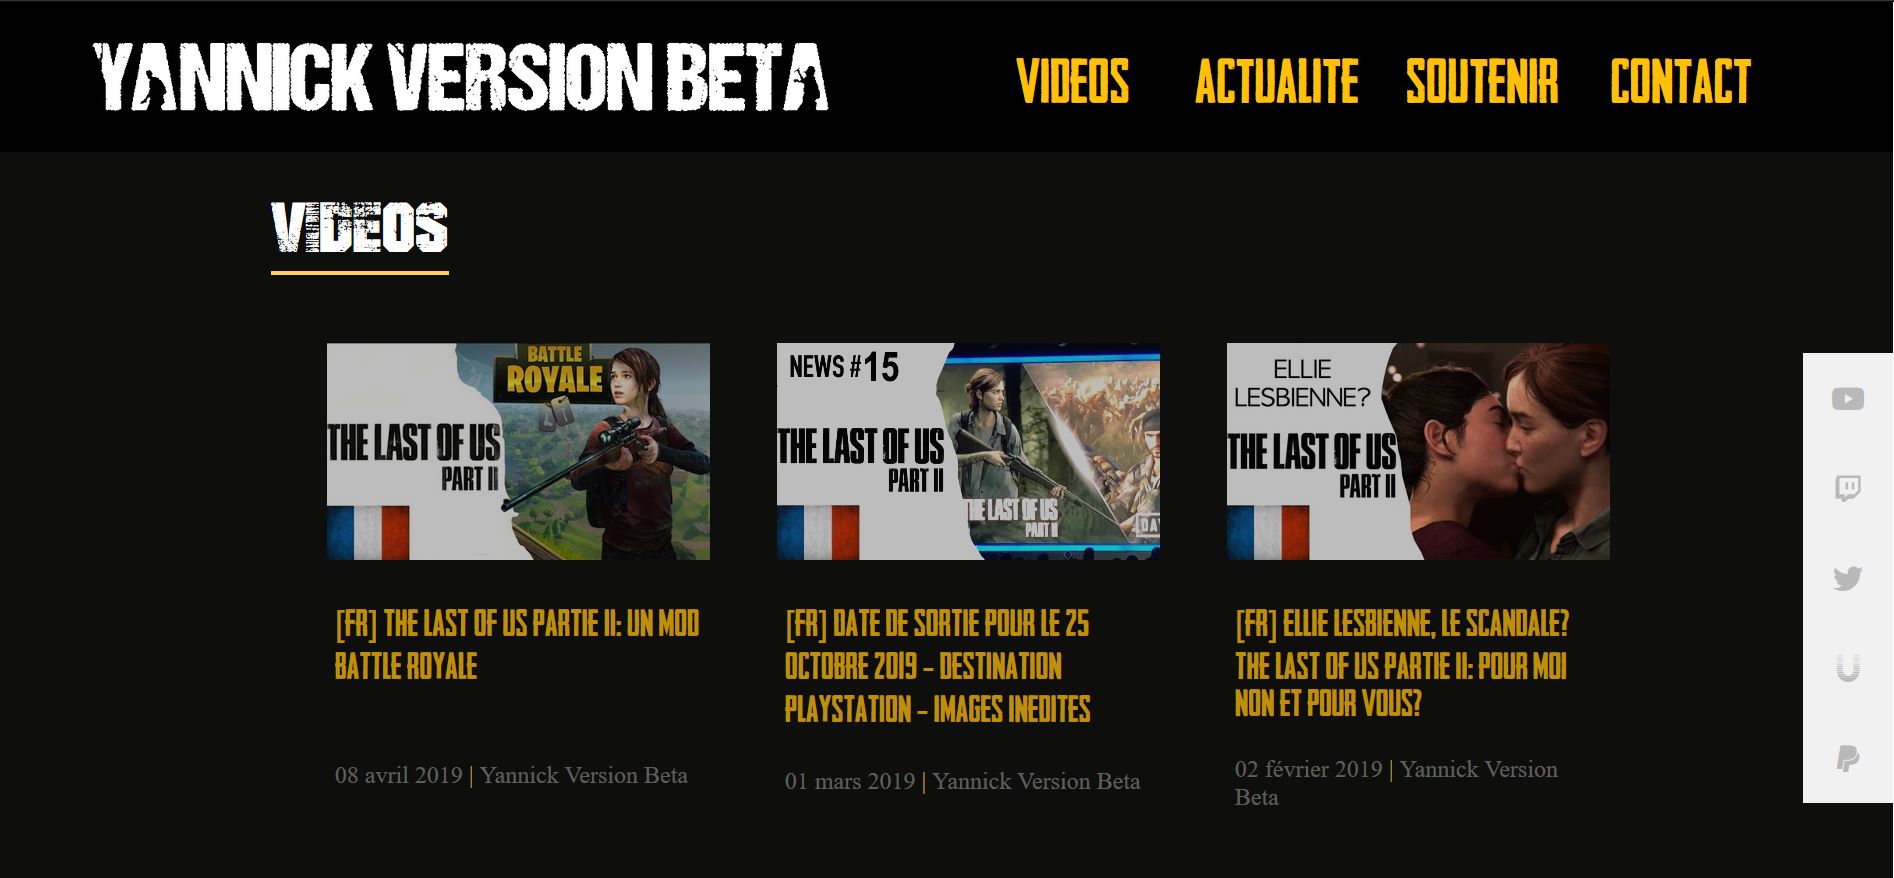 YANNICK VERSION BETA
VIDEOS
ACTUALITE
SOUTENIR
CONTACT
VIDEOS
BATTLE
ROYALE
THE LAST OF US
PART II
NEWS #15
THE LAST OF US
PART II
THE LAST OF US
PART II
DA
ELLIE
LESBIENNE?
THE LAST OF US
PART II
[FR] THE LAST OF US PARTIE II: UN MOD
BATTLE ROYALE
08 avril 2019 | Yannick Version Beta
[FR] DATE DE SORTIE POUR LE 25
OCTOBRE 2019 – DESTINATION
PLAYSTATION – IMAGES INEDITES
01 mars 2019 | Yannick Version Beta
[FR] ELLIE LESBIENNE, LE SCANDALE?
THE LAST OF US PARTIE II: POUR MOI
NON ET POUR VOUS?
02 février 2019 | Yannick Version
Beta